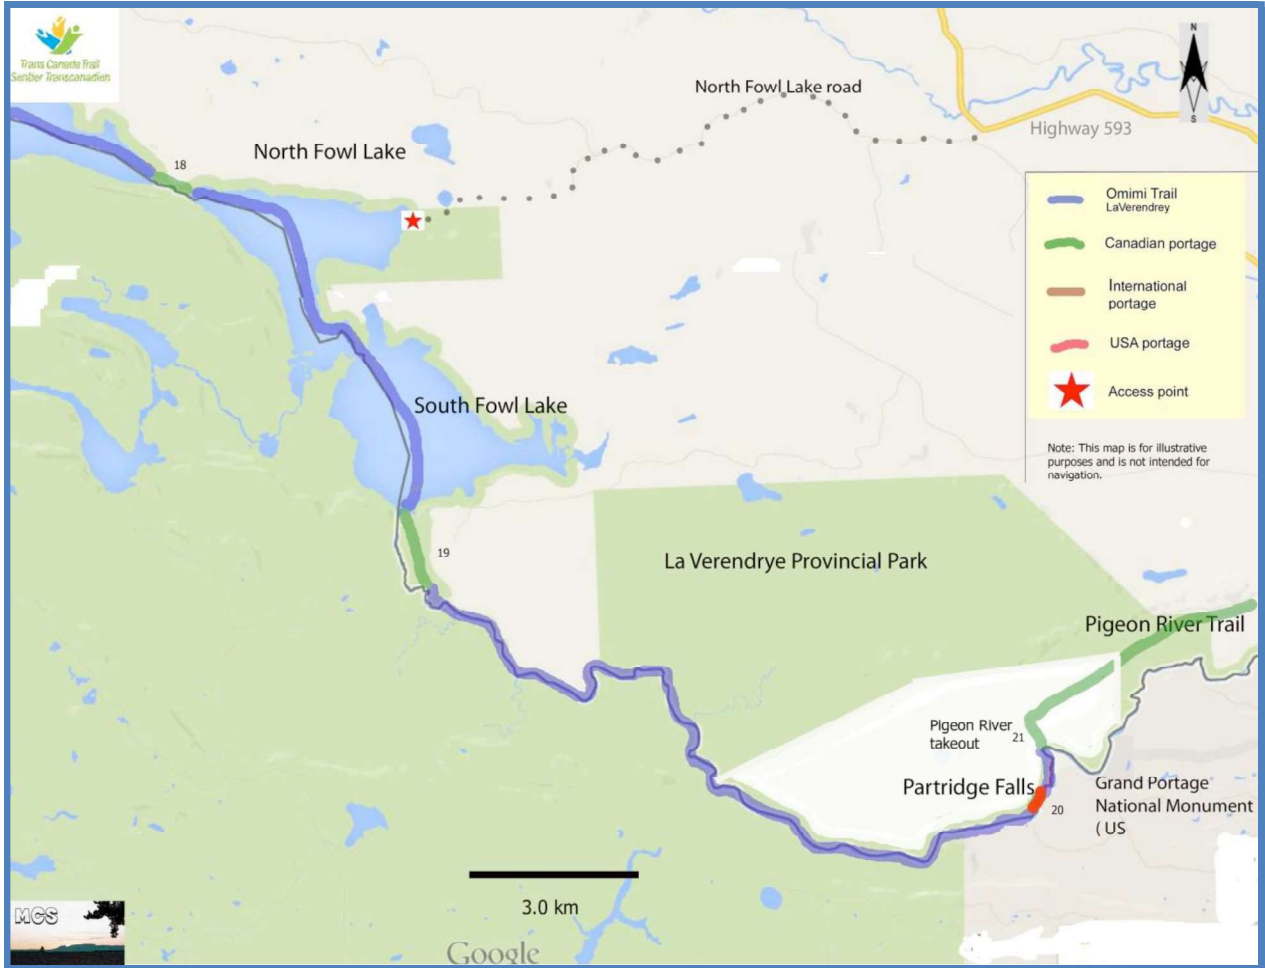 Trans Canada Trail
Sentier Transcanadien
N
S
North Fowl Lake road
Highway 593
North Fowl Lake
18
Omimi Trail
LaVerendrey
Canadian portage
International
portage
USA portage
Access point
South Fowl Lake
Note: This map is for illustrative
purposes and is not intended for
navigation.
19
La Verendrye Provincial Park
Pigeon River Trail
Pigeon River
takeout
21
Partridge Falls
20
Grand Portage
National Monument
( US
3.0 km
MCS
Google